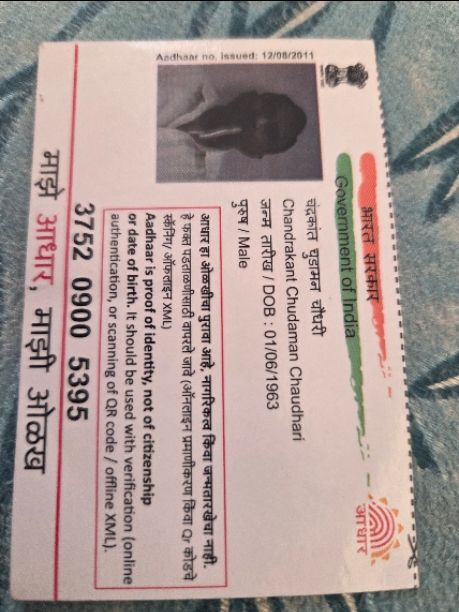 भारत सरकार
Government of India
आधार
Aadhaar no. issued: 12/08/2011
चंद्रकांत चुडामन चौधरी
Chandrakant Chudaman Chaudhari
जन्म तारीख / DOB : 01/06/1963
पुरुष / Male
आधार हा ओळखीचा पुरावा आहे, नागरिकत्व किंवा जन्मतारखेचा नाही.
हे फक्त पडताळणीसाठी वापरले जावे (ऑनलाइन प्रमाणीकरण किंवा Qr कोडचे
स्कॅनिंग/ ऑफलाइन XML)
Aadhaar is proof of identity, not of citizenship
or date of birth. It should be used with verification (online
authentication, or scanning of QR code / offline XML).
3752 0900 5395
माझे आधार, माझी ओळख